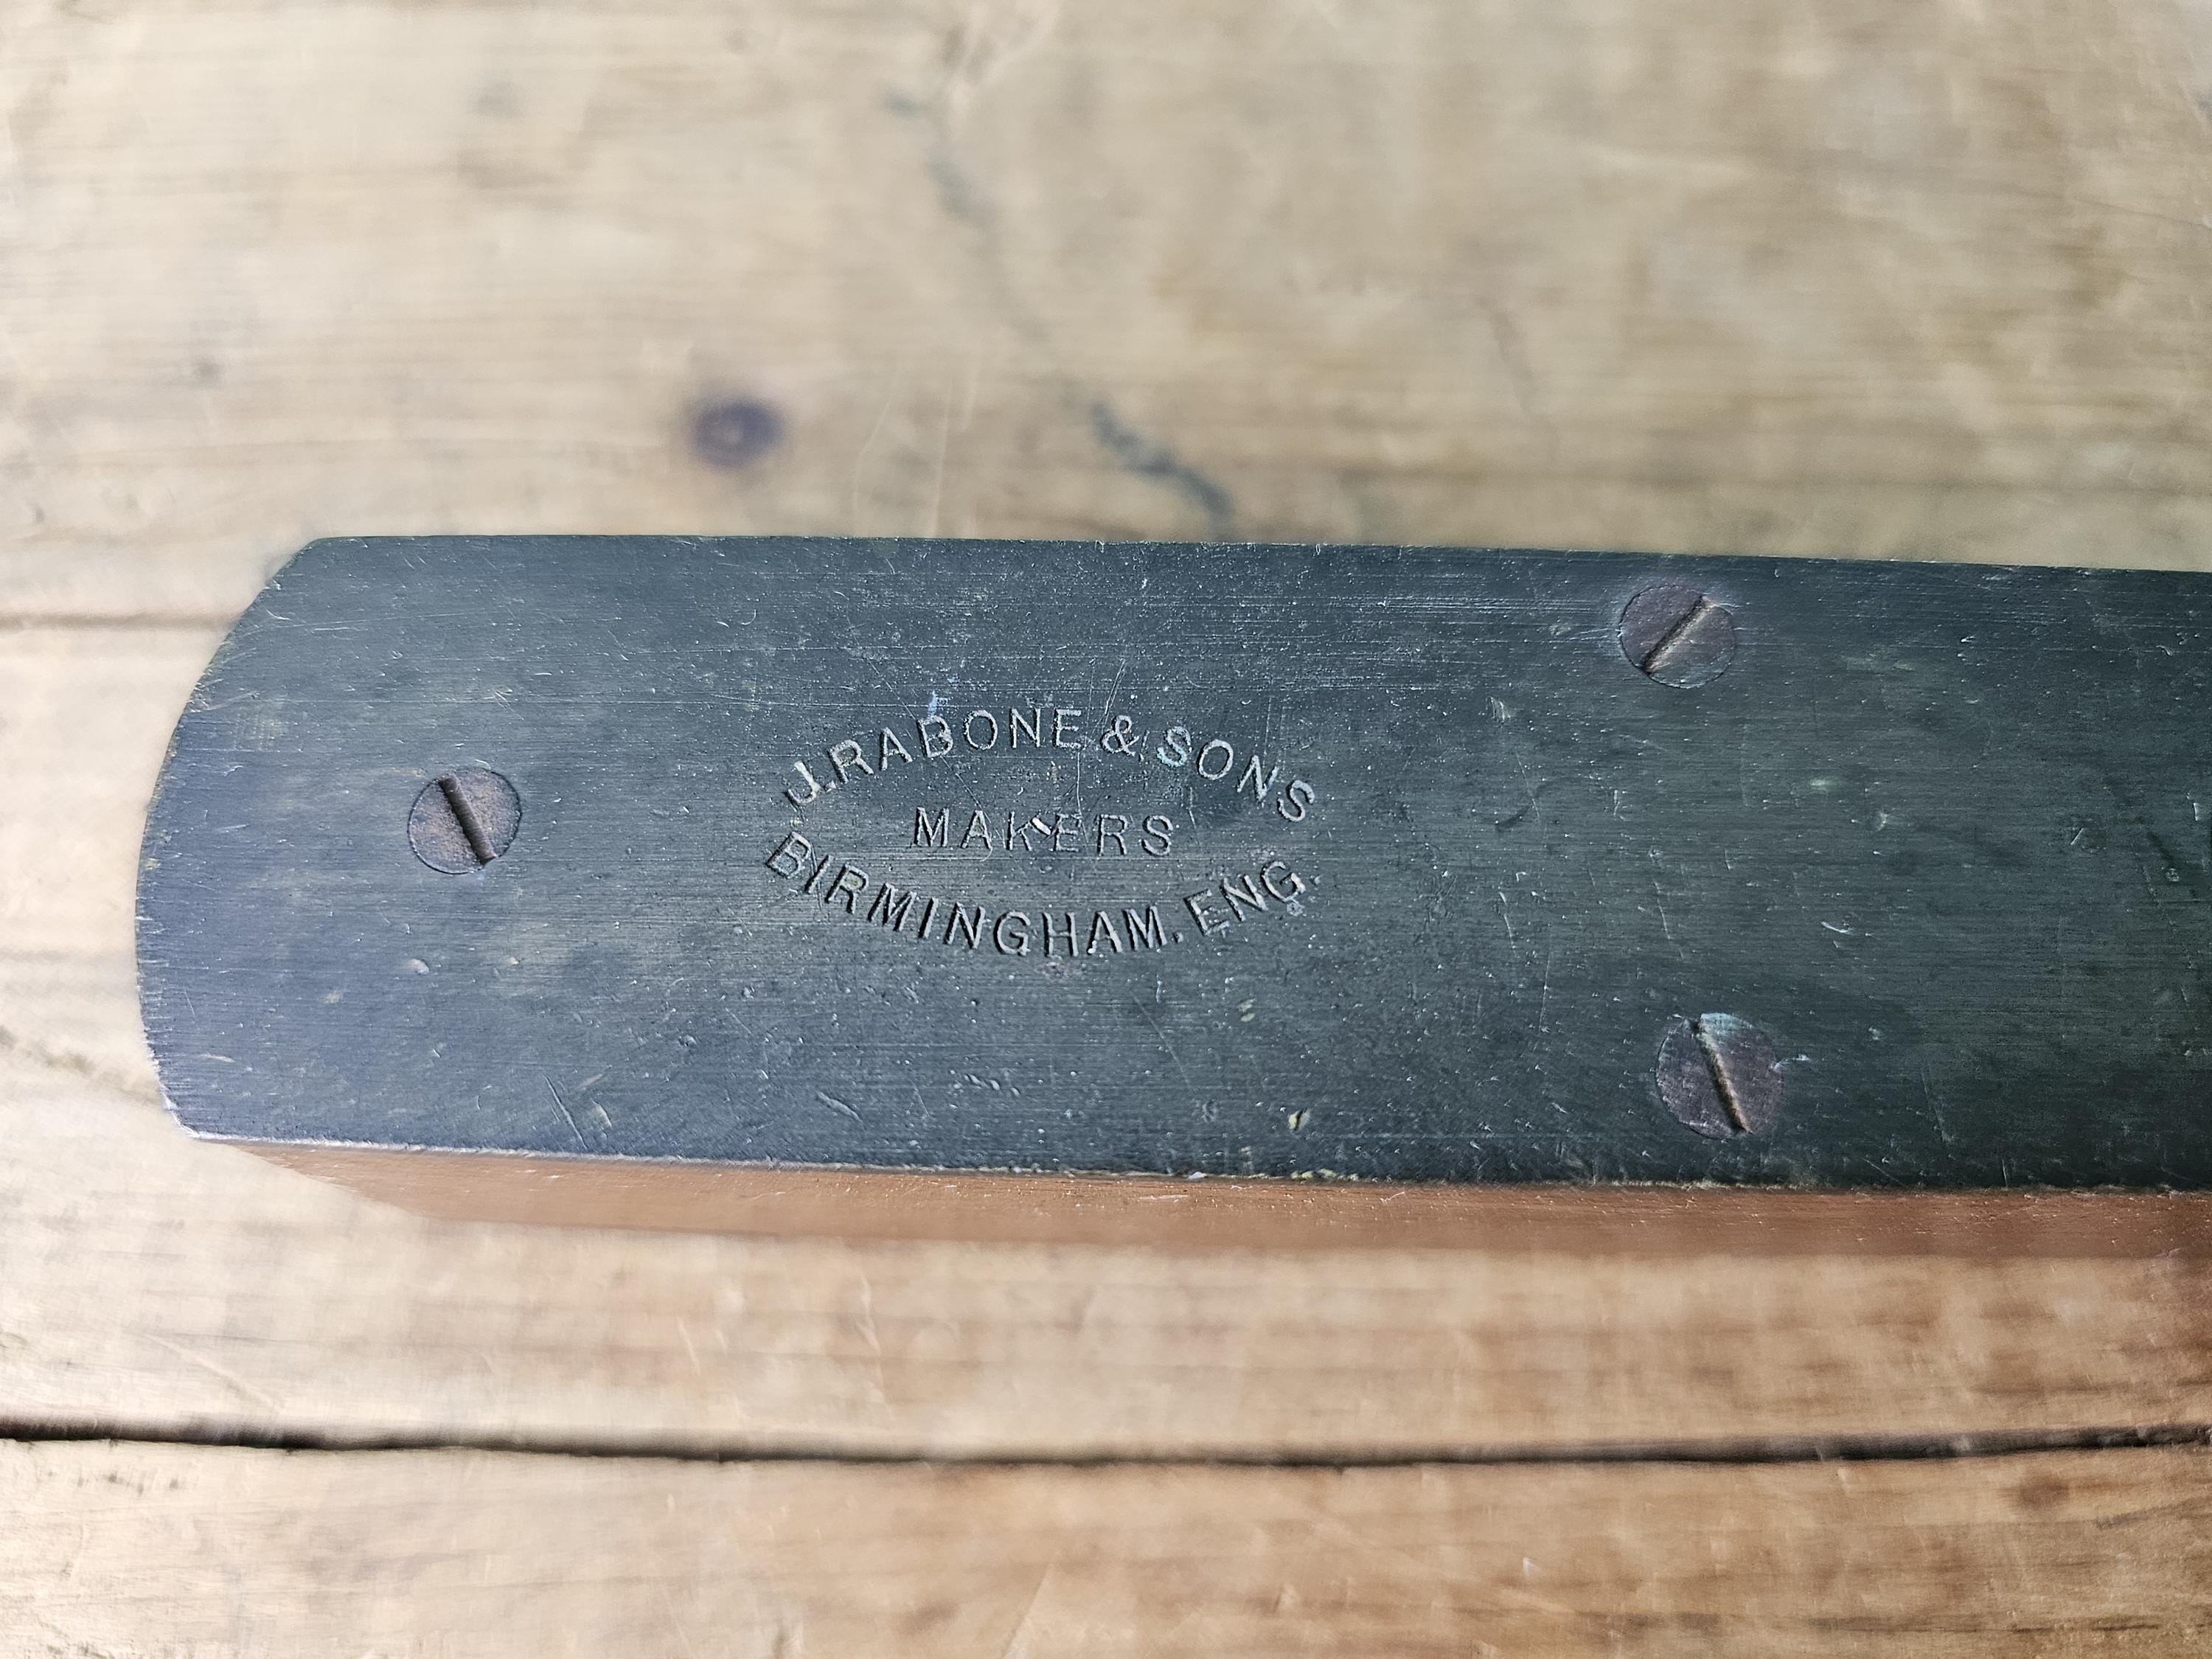 J.RABONE & SONS
MAKERS
BIRMINGHAM. ENG.